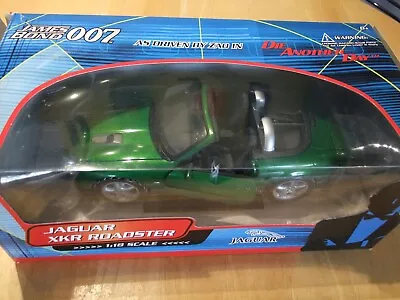 JAMES BOND 007
AS DRIVEN BY ZAO IN
DIE ANOTHER DAY
WARNING:
JAGUAR
XKR ROADSTER
>>>>> 1:18 SCALE <<<<<
JAGUAR